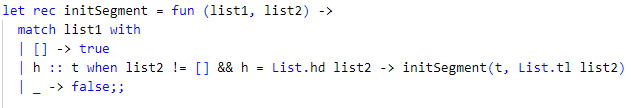 let rec initSegment = fun (list1, list2) ->
  match list1 with
  | [] -> true
  | h :: t when list2 != [] && h = List.hd list2 -> initSegment(t, List.tl list2)
  | _ -> false;;